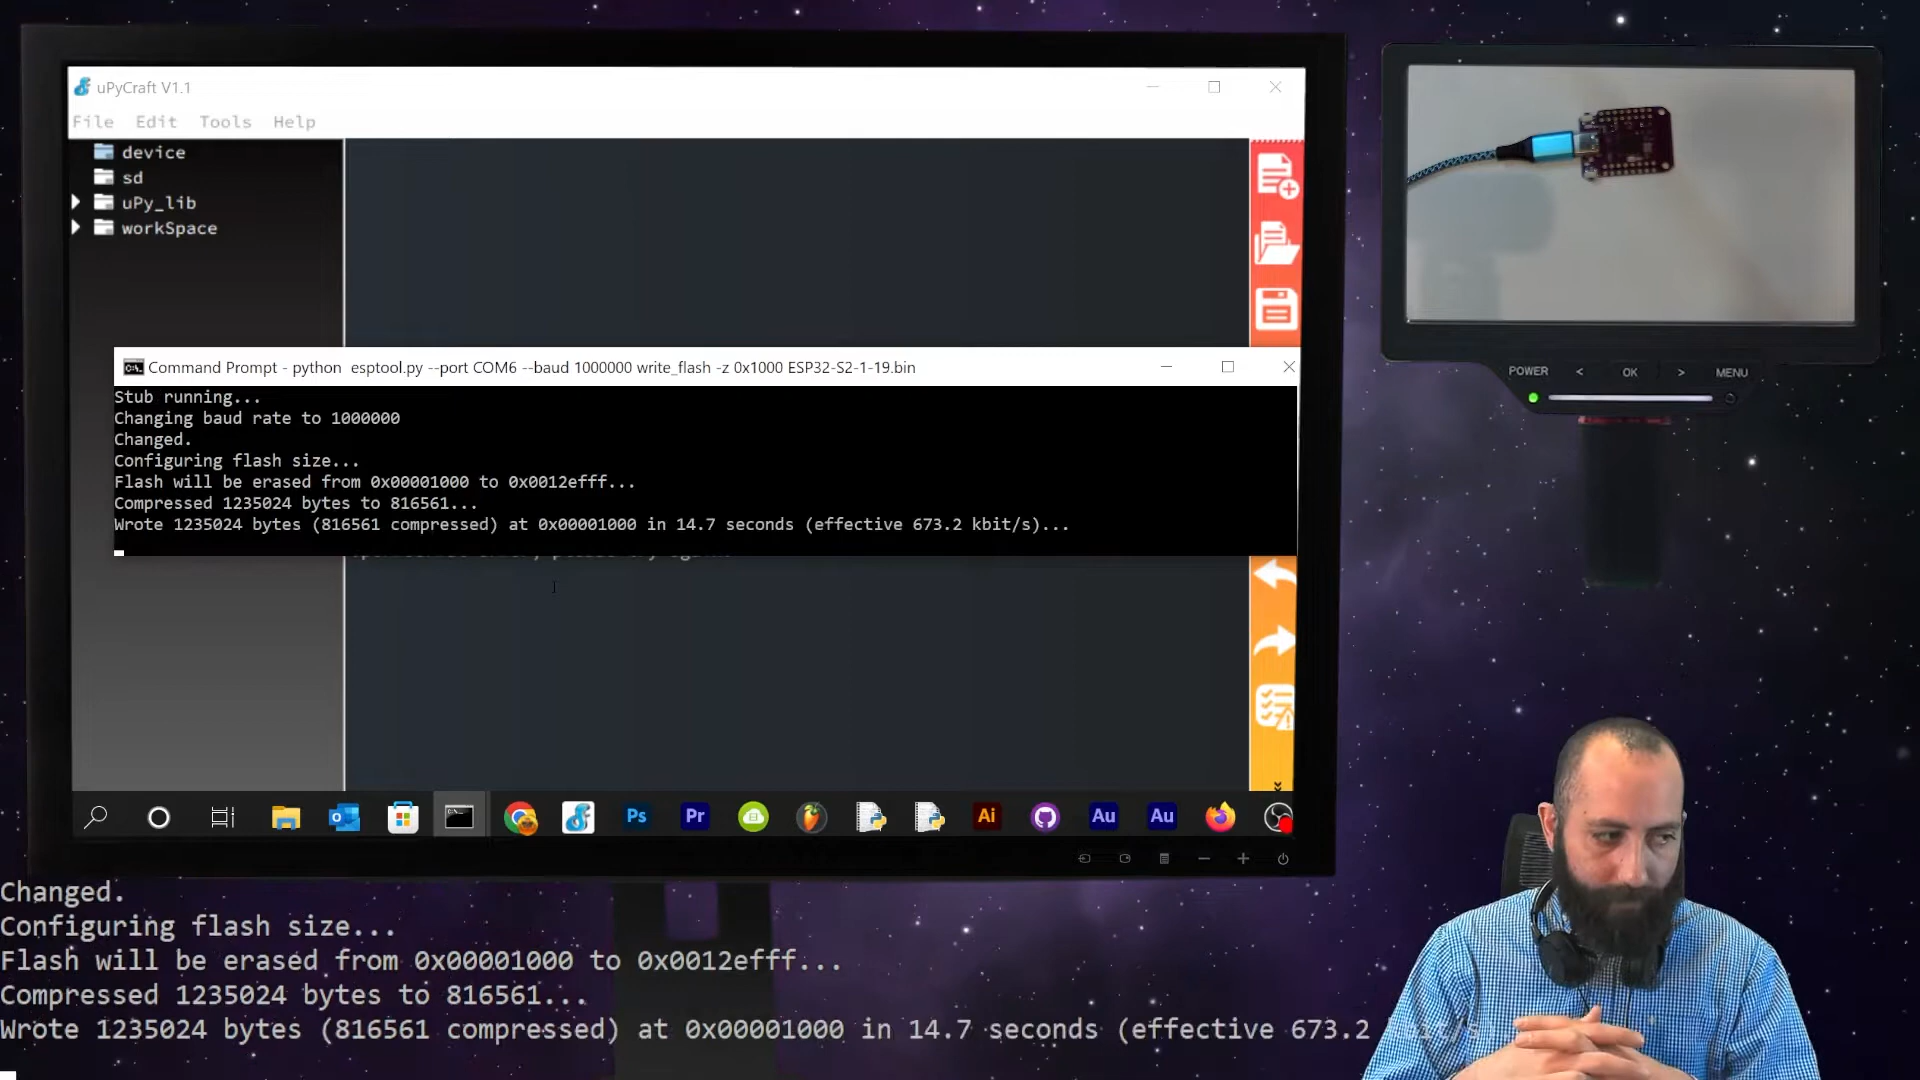 uPyCraft V1.1
File Edit Tools Help
device
sd
uPy_lib
workSpace
Command Prompt - python esptool.py --port COM6 --baud 1000000 write_flash -z 0x1000 ESP32-S2-1-19.bin
Stub running...
Changing baud rate to 1000000
Changed.
Configuring flash size...
Flash will be erased from 0x00001000 to 0x0012efff...
Compressed 1235024 bytes to 816561...
Wrote 1235024 bytes (816561 compressed) at 0x00001000 in 14.7 seconds (effective 673.2 kbit/s)...
Ps Pr Ai Au Au
POWER < OK > MENU
Changed.
Configuring flash size...
Flash will be erased from 0x00001000 to 0x0012efff...
Compressed 1235024 bytes to 816561...
Wrote 1235024 bytes (816561 compressed) at 0x00001000 in 14.7 seconds (effective 673.2 kbit/s